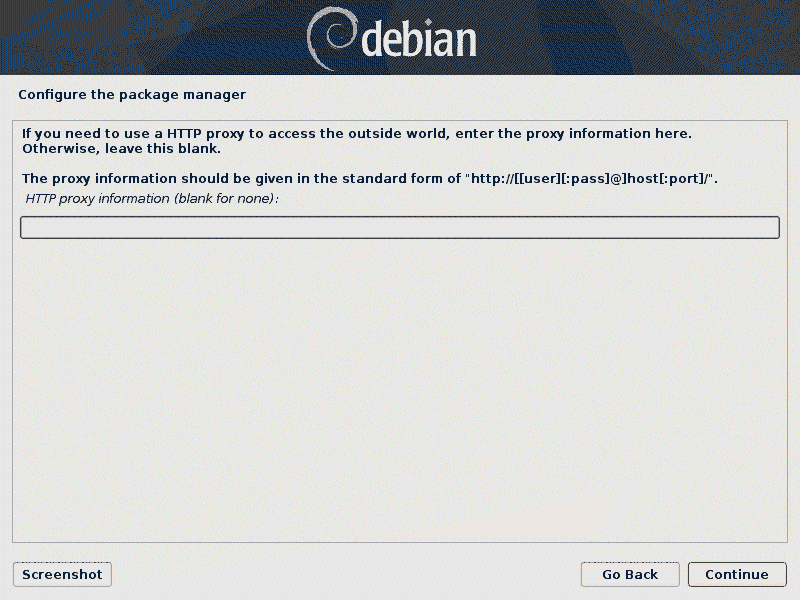 debian
Configure the package manager
If you need to use a HTTP proxy to access the outside world, enter the proxy information here.
Otherwise, leave this blank.
The proxy information should be given in the standard form of "http://[[user][:pass]@]host[:port]/".
HTTP proxy information (blank for none):
Screenshot
Go Back
Continue